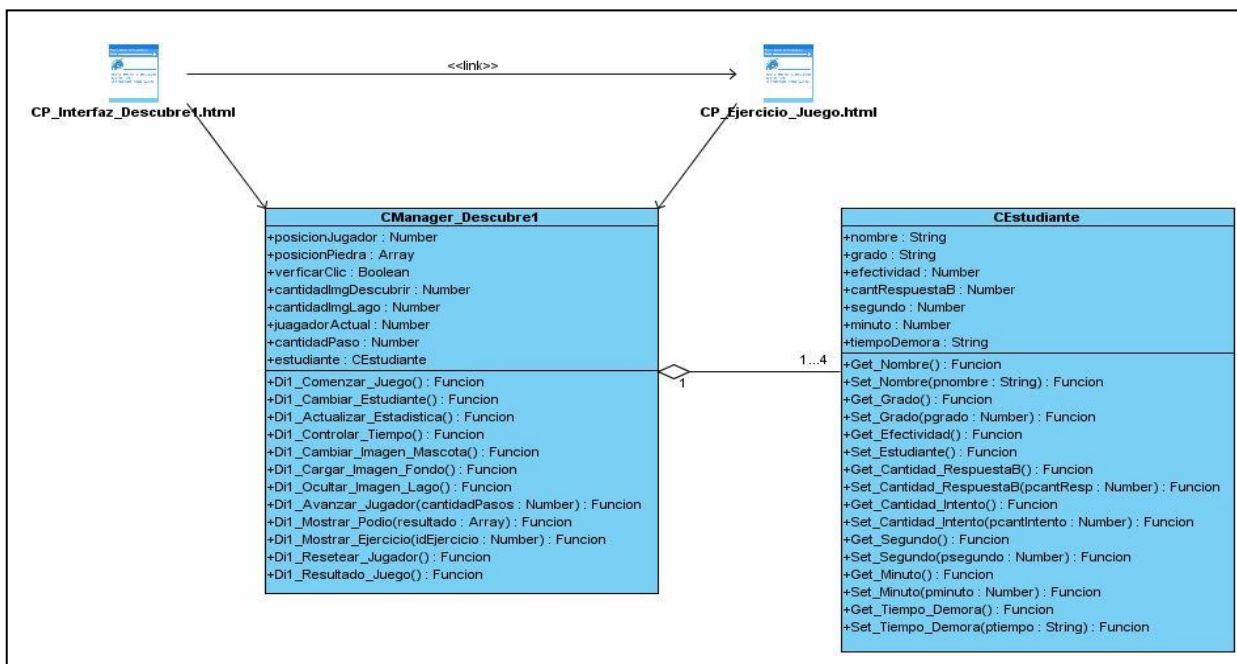 <<link>>
CP_Interfaz_Descubre1.html
CP_Ejercicio_Juego.html
CManager_Descubre1
+posicionJugador : Number
+posicionPiedra : Array
+verficarClic : Boolean
+cantidadImgDescubrir : Number
+cantidadImgLago : Number
+juagadorActual : Number
+cantidadPaso : Number
+estudiante : CEstudiante
+Di1_Comenzar_Juego() : Funcion
+Di1_Cambiar_Estudiante() : Funcion
+Di1_Actualizar_Estadistica() : Funcion
+Di1_Controlar_Tiempo() : Funcion
+Di1_Cambiar_Imagen_Mascota() : Funcion
+Di1_Cargar_Imagen_Fondo() : Funcion
+Di1_Ocultar_Imagen_Lago() : Funcion
+Di1_Avanzar_Jugador(cantidadPasos : Number) : Funcion
+Di1_Mostrar_Podio(resultado : Array) : Funcion
+Di1_Mostrar_Ejercicio(idEjercicio : Number) : Funcion
+Di1_Resetear_Jugador() : Funcion
+Di1_Resultado_Juego() : Funcion
1
1...4
CEstudiante
+nombre : String
+grado : String
+efectividad : Number
+cantRespuestaB : Number
+segundo : Number
+minuto : Number
+tiempoDemora : String
+Get_Nombre() : Funcion
+Set_Nombre(pnombre : String) : Funcion
+Get_Grado() : Funcion
+Set_Grado(pgrado : Number) : Funcion
+Get_Efectividad() : Funcion
+Set_Estudiante() : Funcion
+Get_Cantidad_RespuestaB() : Funcion
+Set_Cantidad_RespuestaB(pcantResp : Number) : Funcion
+Get_Cantidad_Intento() : Funcion
+Set_Cantidad_Intento(pcantIntento : Number) : Funcion
+Get_Segundo() : Funcion
+Set_Segundo(psegundo : Number) : Funcion
+Get_Minuto() : Funcion
+Set_Minuto(pminuto : Number) : Funcion
+Get_Tiempo_Demora() : Funcion
+Set_Tiempo_Demora(ptiempo : String) : Funcion